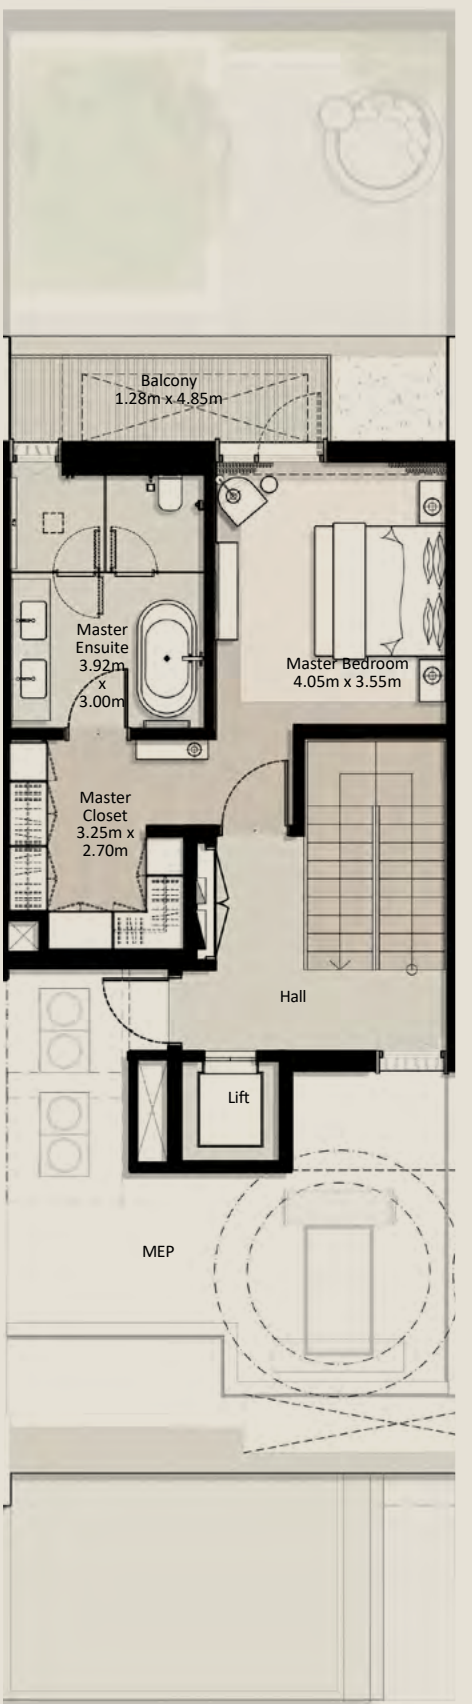 Balcony
1.28m x 4.85m
Master
Ensuite
3.92m
x
3.00m
Master Bedroom
4.05m x 3.55m
Master
Closet
3.25m x
2.70m
Hall
Lift
MEP